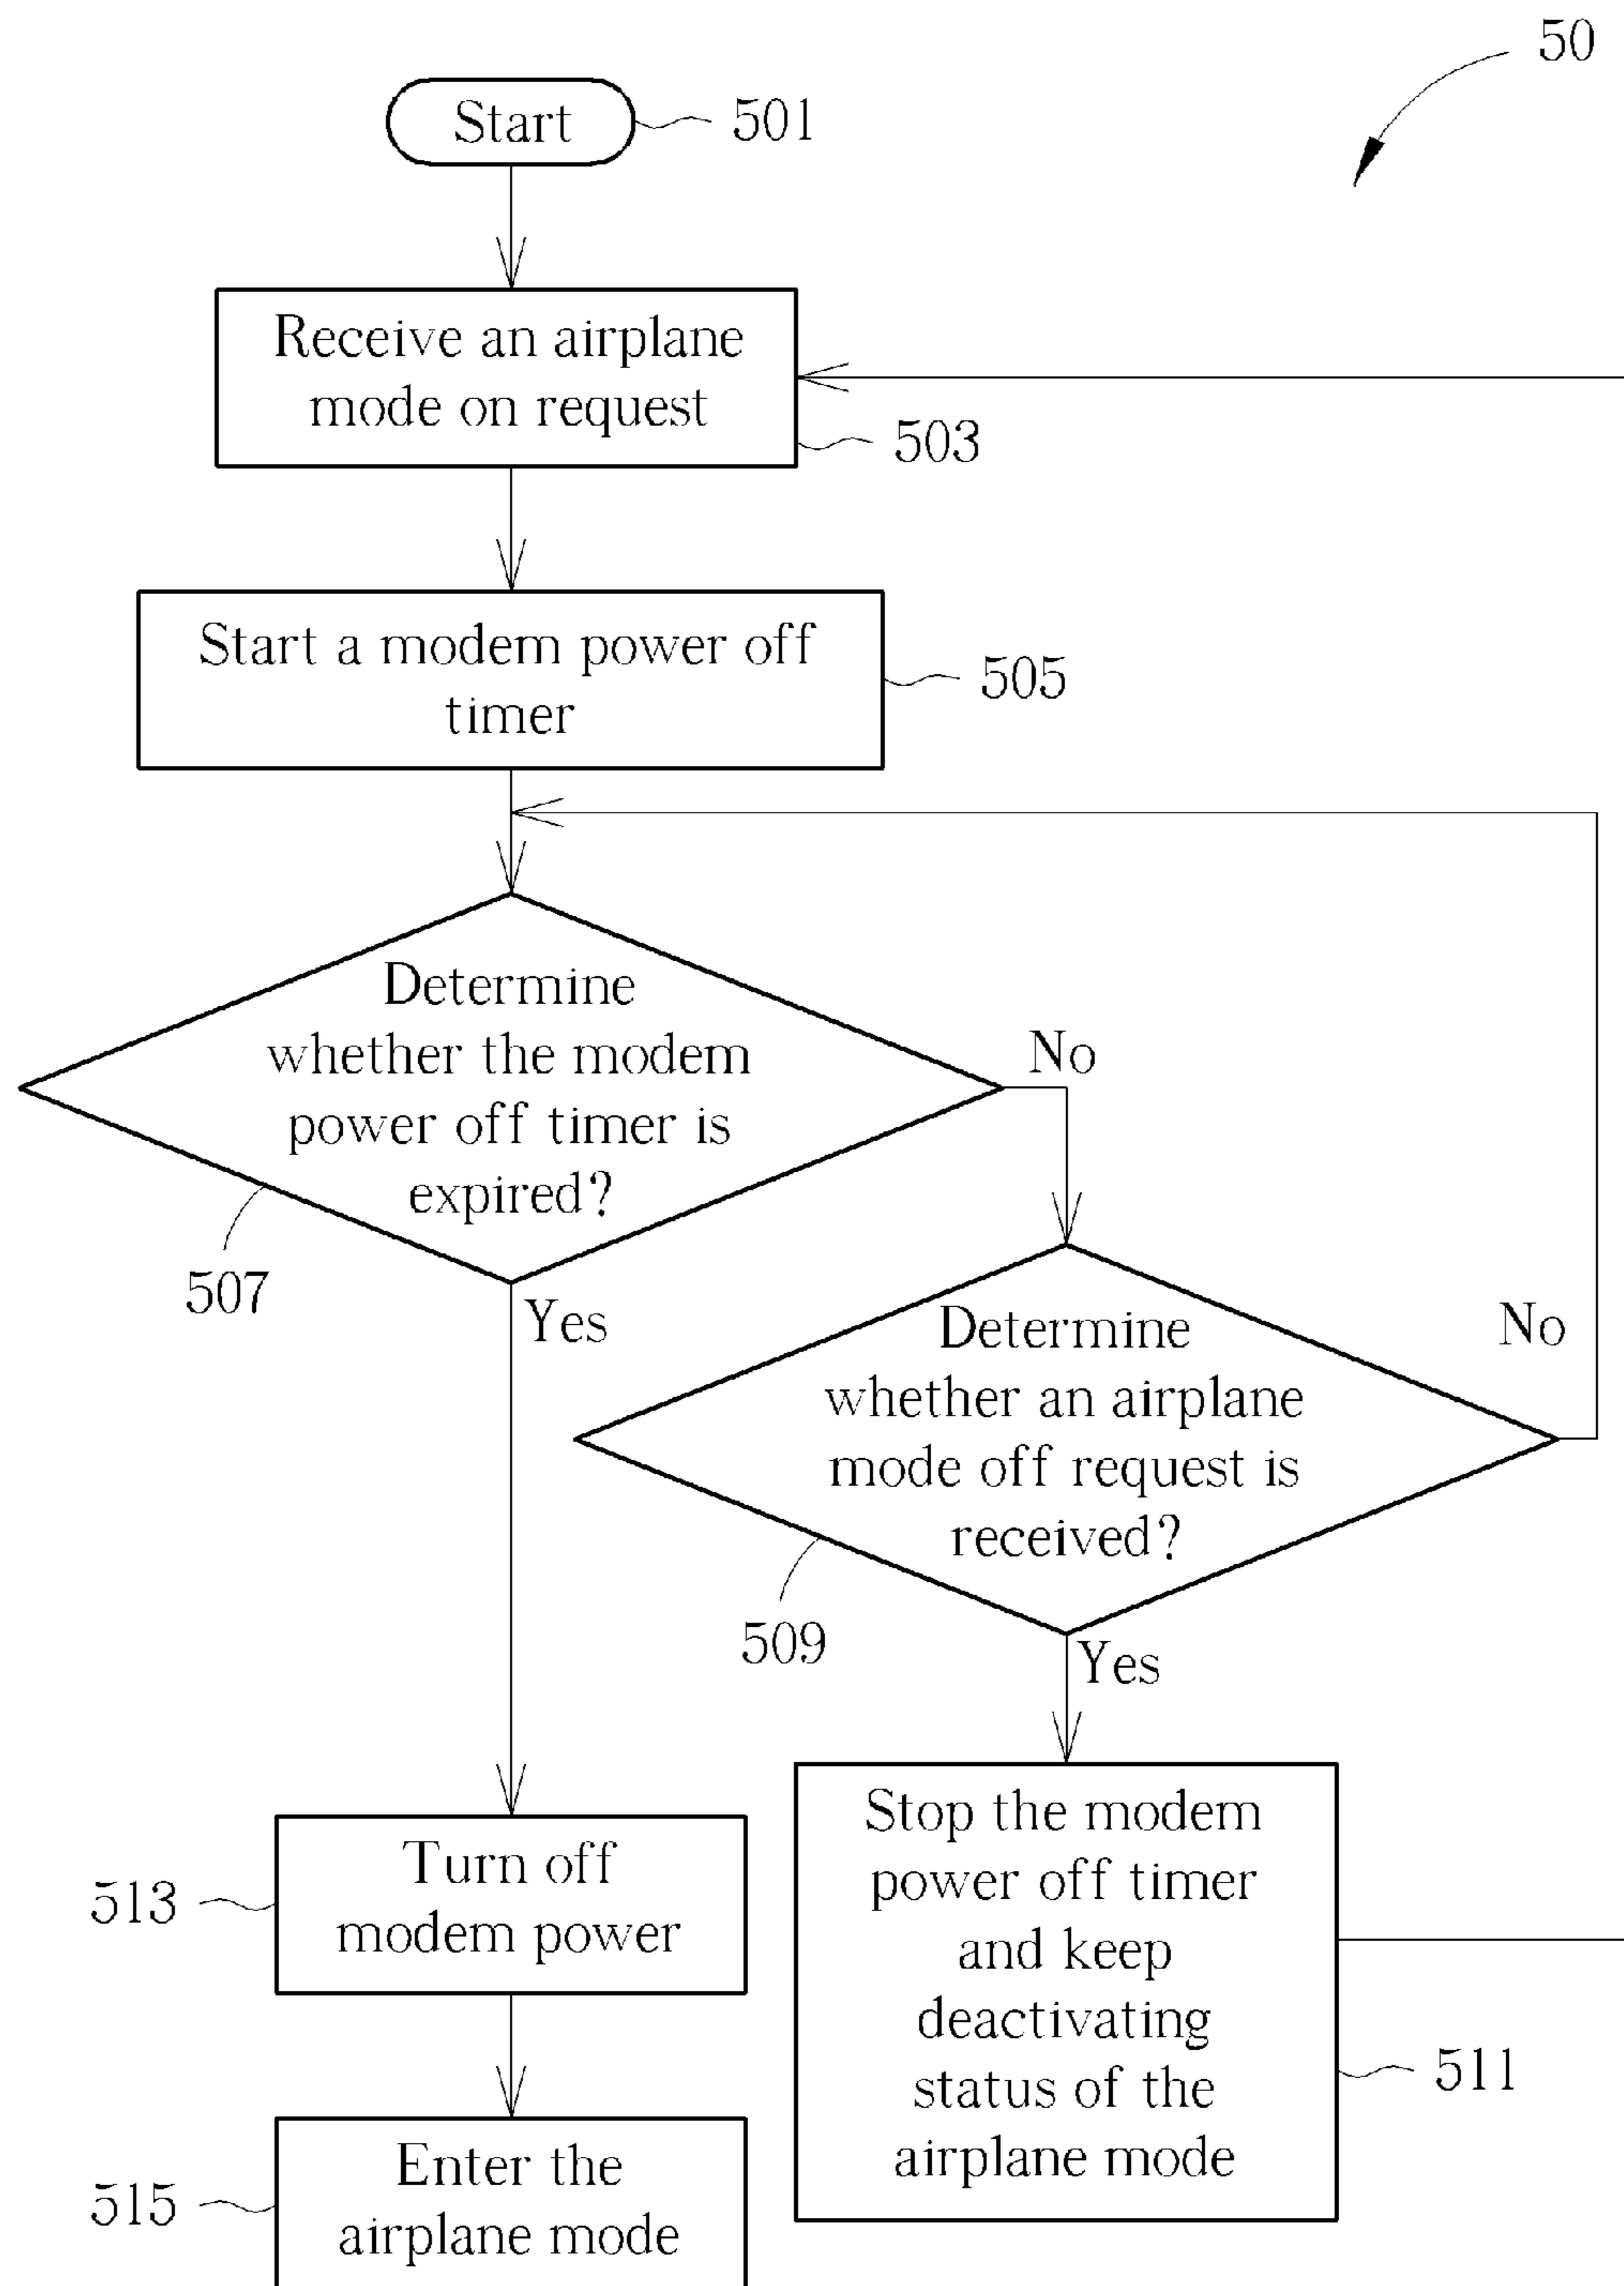 50
Start
501
Receive an airplane
mode on request
503
Start a modem power off
timer
505
Determine
whether the modem
power off timer is
expired?
No
507
Yes
Determine
whether an airplane
mode off request is
received?
No
509
Yes
Stop the modem
power off timer
and keep
deactivating
status of the
airplane mode
511
Turn off
modem power
513
Enter the
airplane mode
515